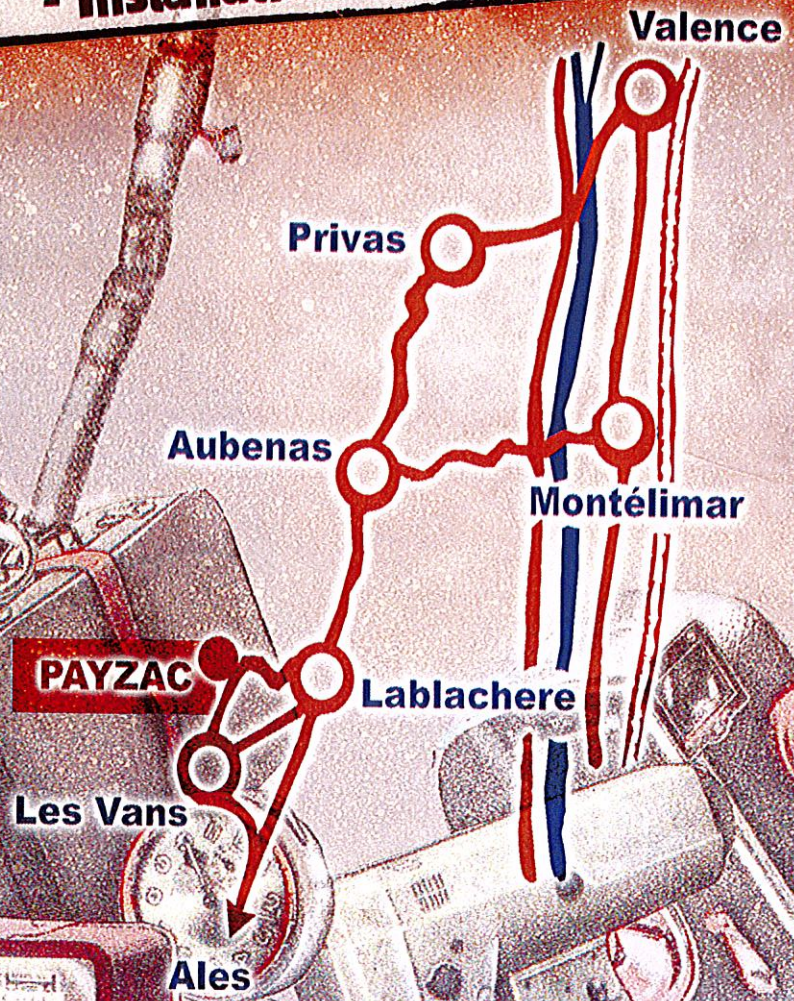 Valence
Privas
Aubenas
Montélimar
PAYZAC
Lablachere
Les Vans
Ales